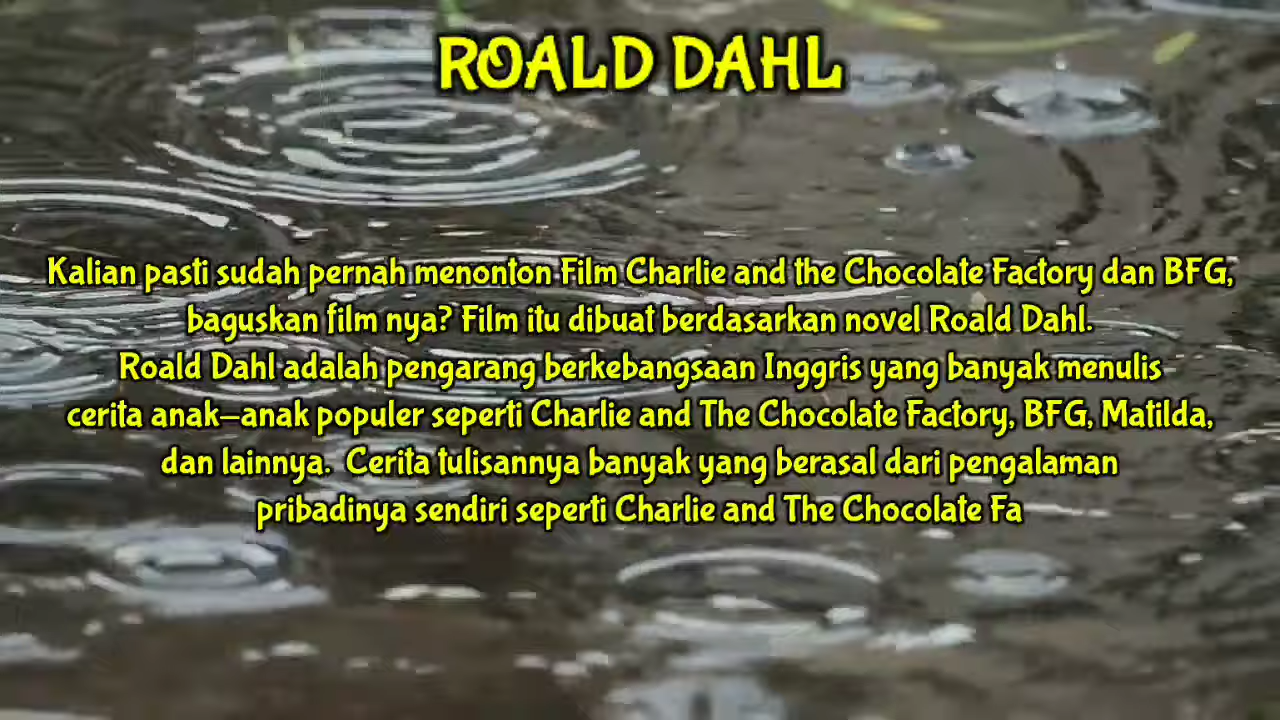 ROALD DAHL
Kalian pasti sudah pernah menonton Film Charlie and the Chocolate Factory dan BFG,
baguskan film nya? Film itu dibuat berdasarkan novel Roald Dahl.
Roald Dahl adalah pengarang berkebangsaan Inggris yang banyak menulis
cerita anak-anak populer seperti Charlie and The Chocolate Factory, BFG, Matilda,
dan lainnya. Cerita tulisannya banyak yang berasal dari pengalaman
pribadinya sendiri seperti Charlie and The Chocolate Fa